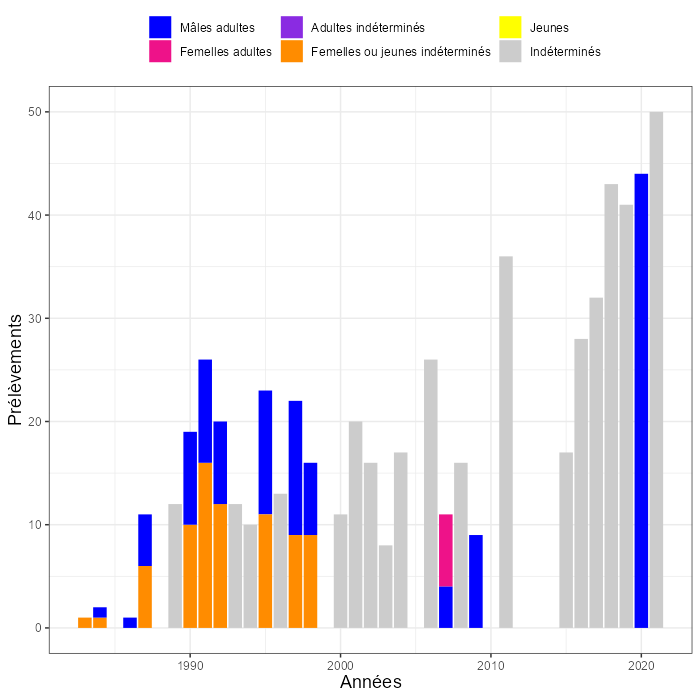 Mâles adultes Adultes indéterminés Jeunes
Femelles adultes Femelles ou jeunes indéterminés Indéterminés
50
40
30
20
10
0
Prélèvements
1990 2000 2010 2020
Années